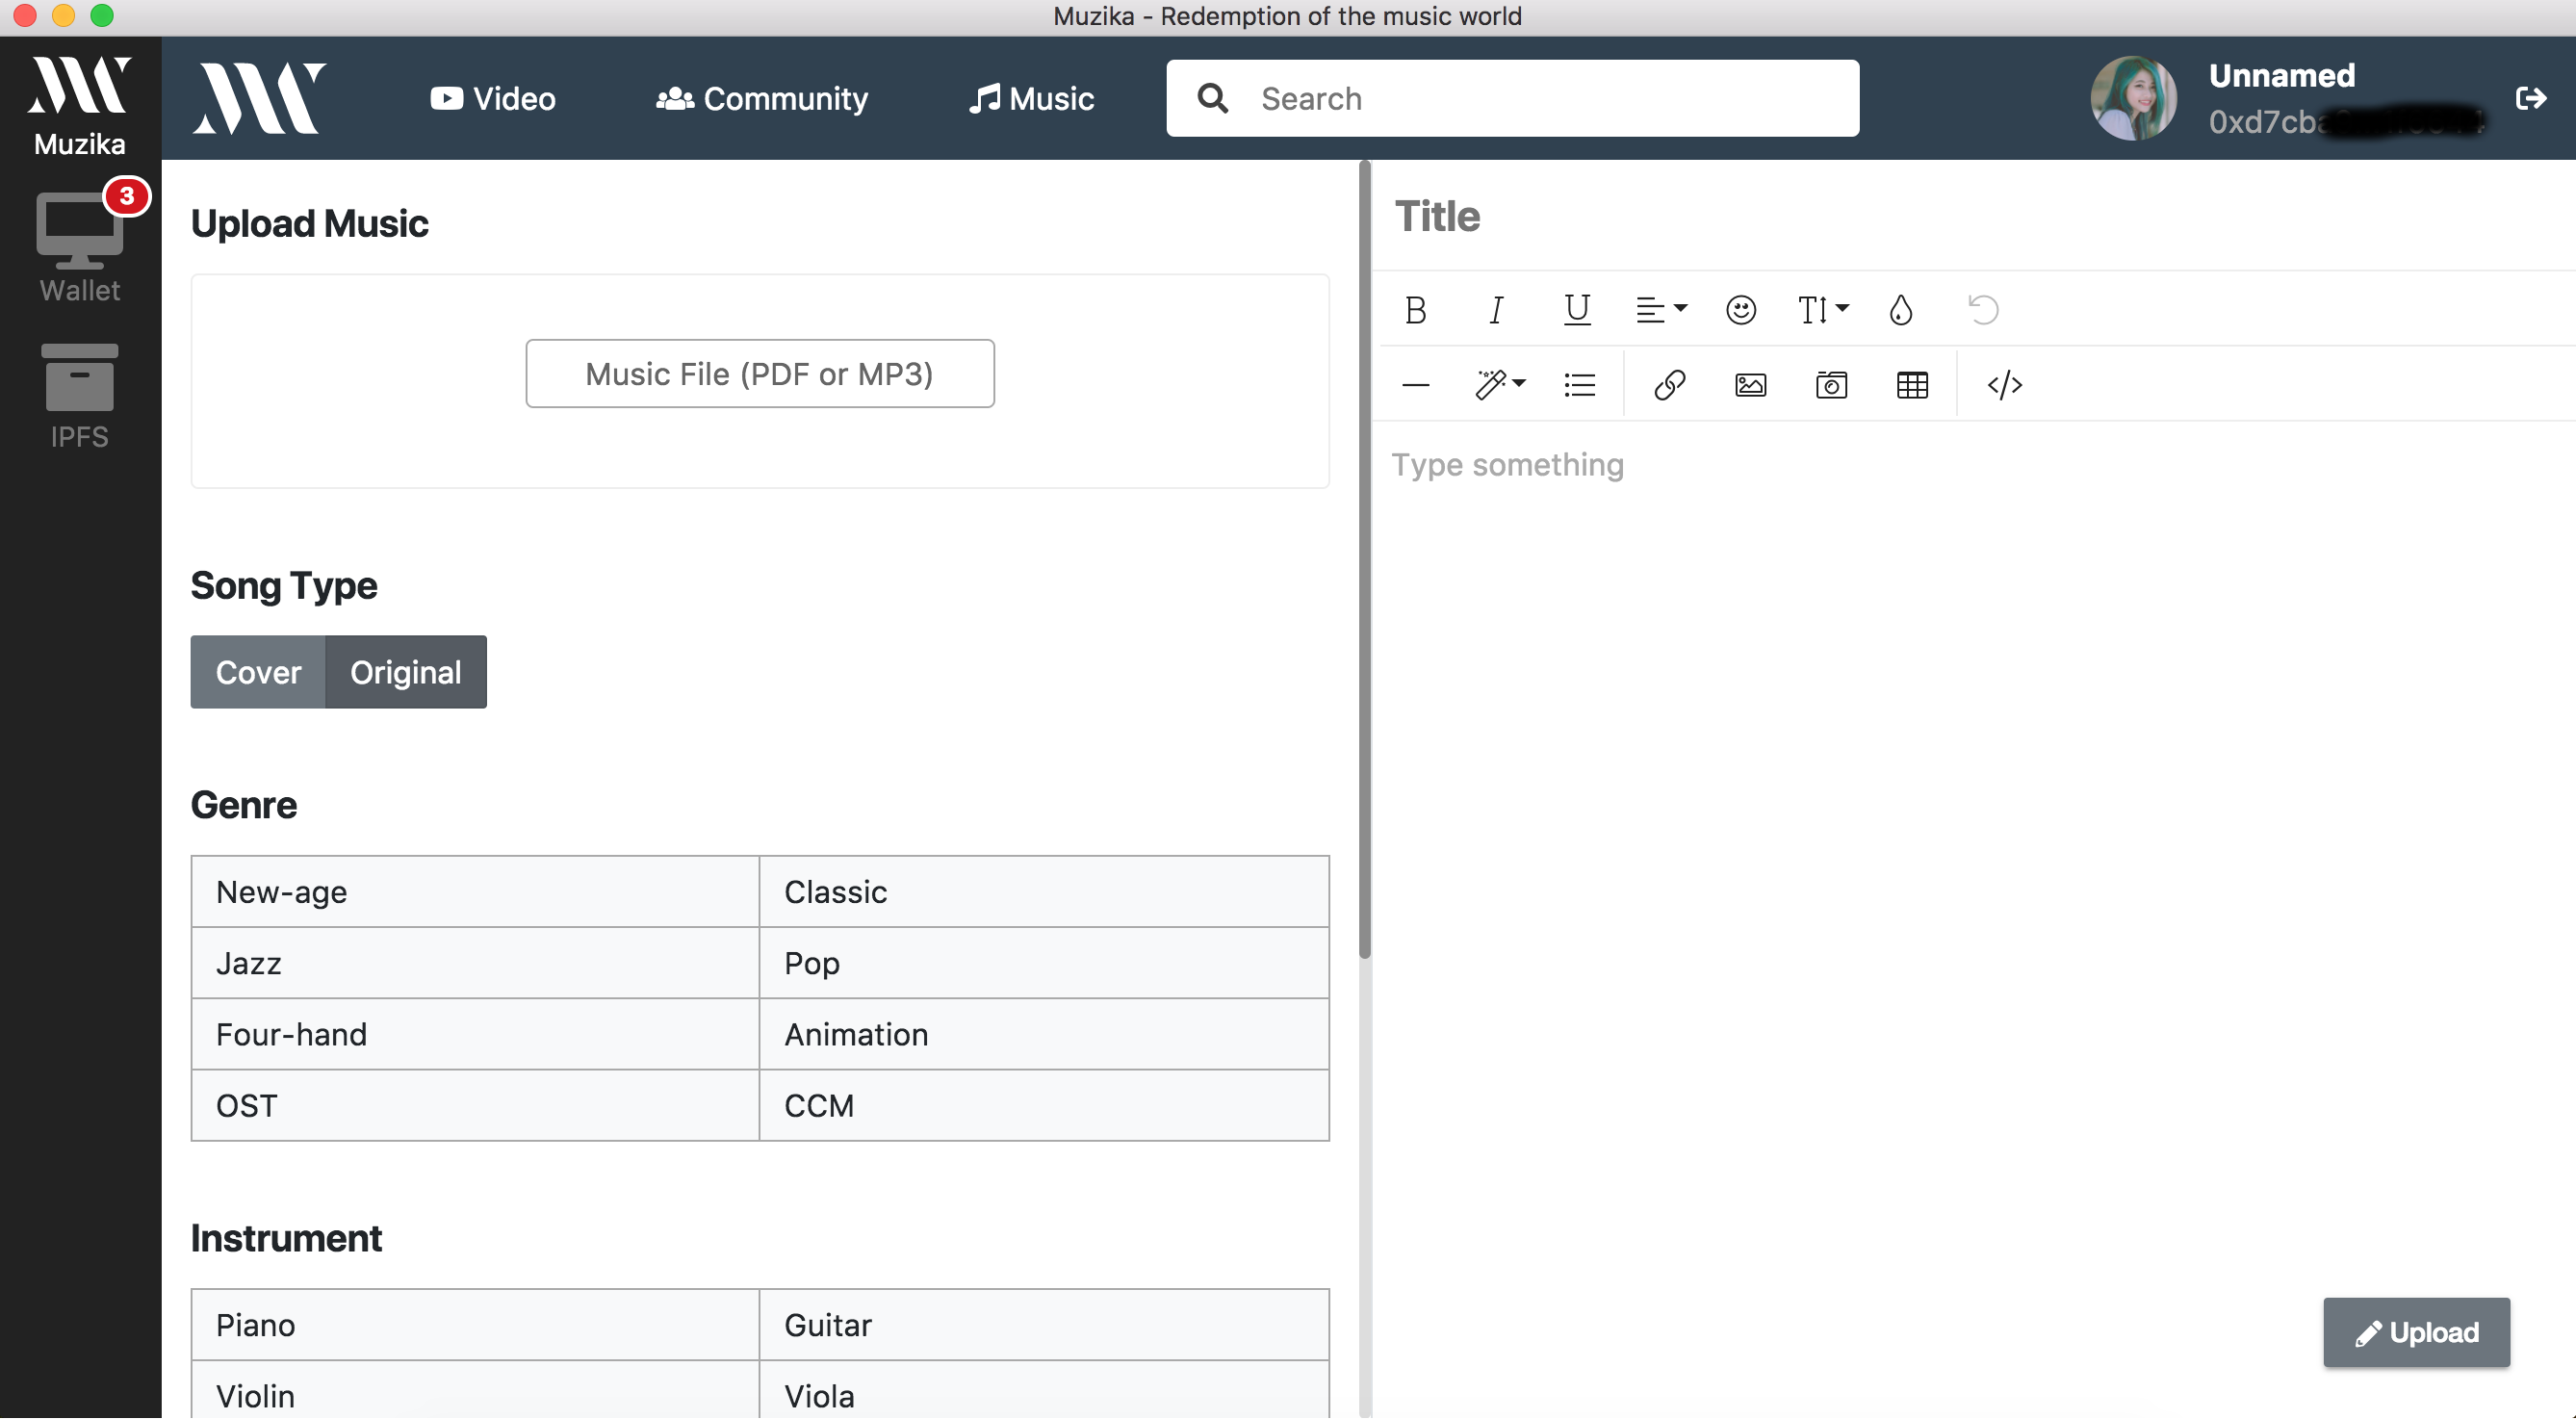 Muzika - Redemption of the music world
Muzika
3
Wallet
IPFS
Video Community Music Search
Unnamed
0xd7cba
Upload Music
Music File (PDF or MP3)
Song Type
Cover Original
Genre
New-age Classic
Jazz Pop
Four-hand Animation
OST CCM
Instrument
Piano Guitar
Violin Viola
Title
B I U
Type something
Upload